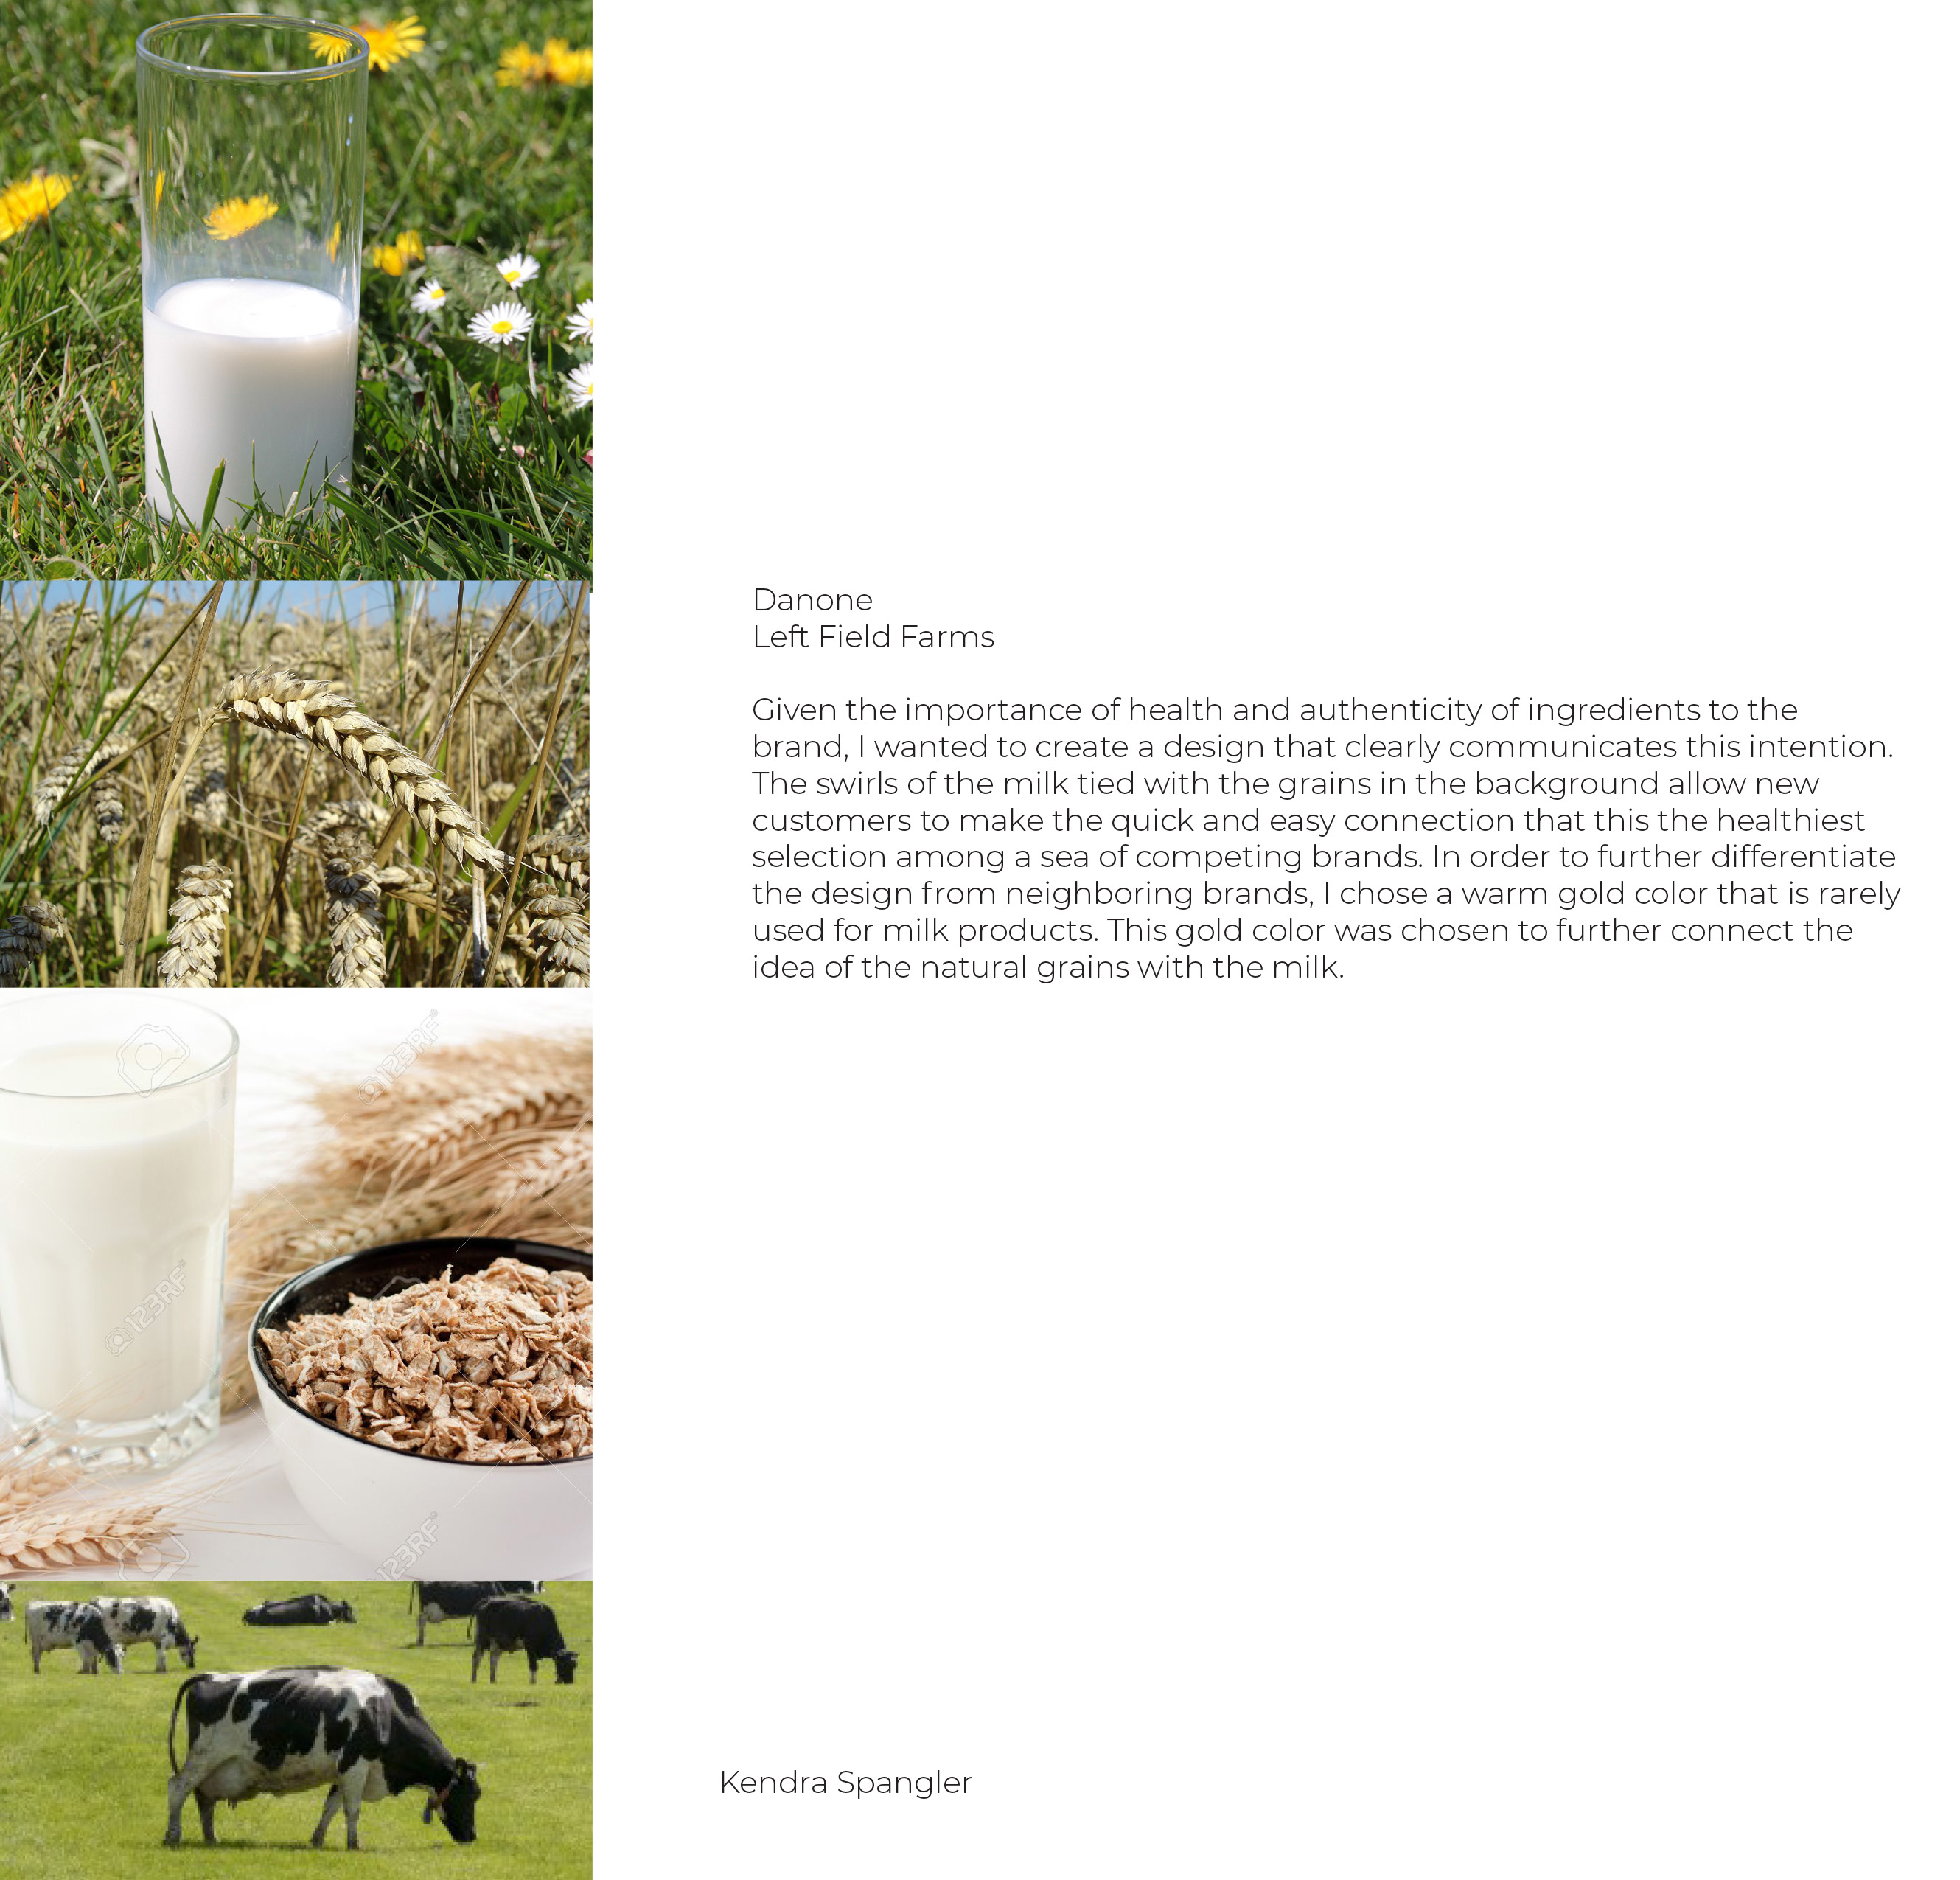 Danone
Left Field Farms
Given the importance of health and authenticity of ingredients to the
brand, I wanted to create a design that clearly communicates this intention.
The swirls of the milk tied with the grains in the background allow new
customers to make the quick and easy connection that this the healthiest
selection among a sea of competing brands. In order to further differentiate
the design from neighboring brands, I chose a warm gold color that is rarely
used for milk products. This gold color was chosen to further connect the
idea of the natural grains with the milk.
123RF
123RF
123RF
Kendra Spangler